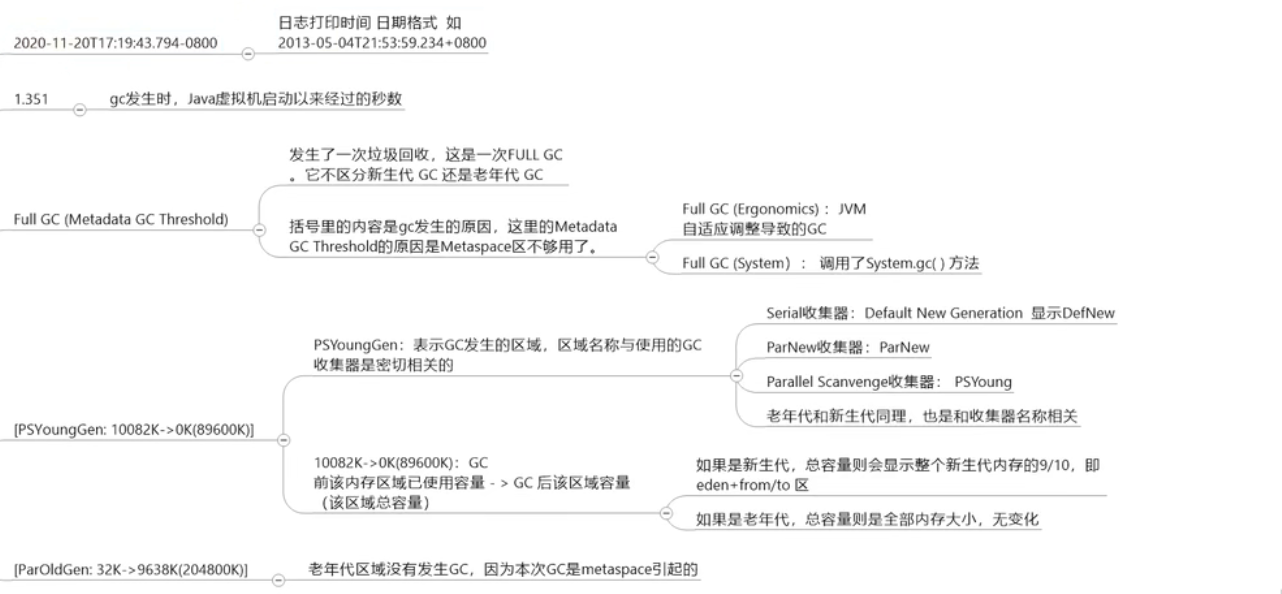 2020-11-20T17:19:43.794-0800
日志打印时间 日期格式 如
2013-05-04T21:53:59.234+0800
1.351
gc发生时，Java虚拟机启动以来经过的秒数
Full GC (Metadata GC Threshold)
发生了一次垃圾回收，这是一次FULL GC
。它不区分新生代 GC 还是老年代 GC
括号里的内容是gc发生的原因，这里的Metadata
GC Threshold的原因是Metaspace区不够用了。
Full GC (Ergonomics) ：JVM
自适应调整导致的GC
Full GC (System）： 调用了System.gc( ) 方法
[PSYoungGen: 10082K->0K(89600K)]
PSYoungGen：表示GC发生的区域，区域名称与使用的GC
收集器是密切相关的
Serial收集器：Default New Generation 显示DefNew
ParNew收集器：ParNew
Parallel Scanvenge收集器： PSYoung
老年代和新生代同理，也是和收集器名称相关
10082K->0K(89600K)：GC
前该内存区域已使用容量 - > GC 后该区域容量
（该区域总容量）
如果是新生代，总容量则会显示整个新生代内存的9/10，即
eden+from/to 区
如果是老年代，总容量则是全部内存大小，无变化
[ParOldGen: 32K->9638K(204800K)]
老年代区域没有发生GC，因为本次GC是metaspace引起的